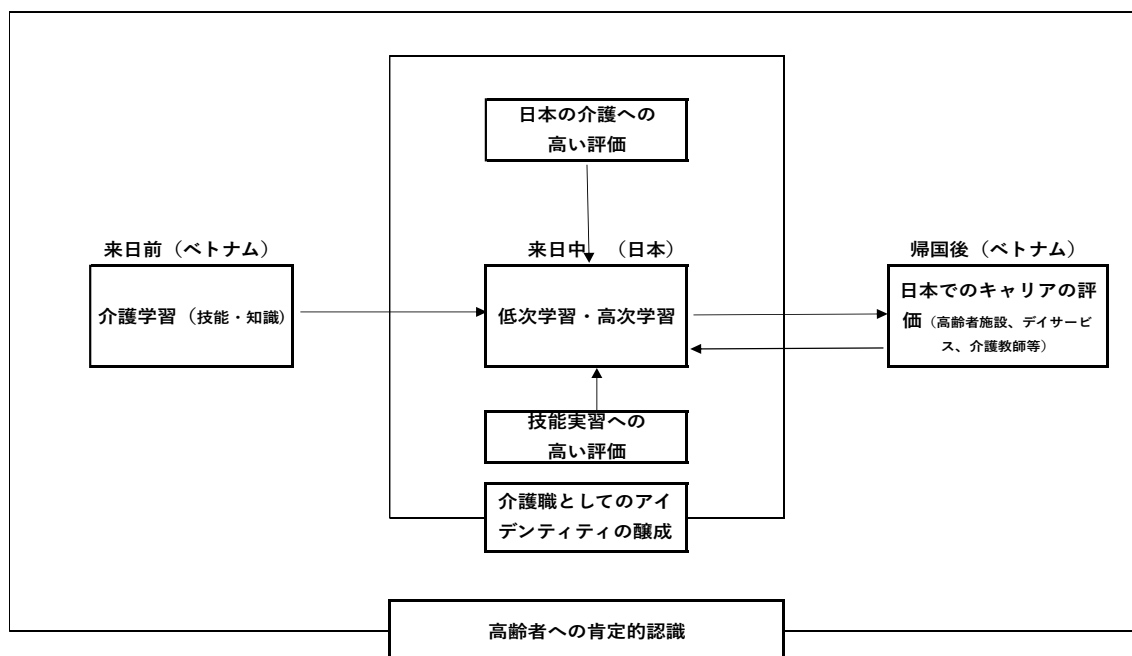 日本の介護への
高い評価
来日前（ベトナム）
来日中　（日本）
帰国後（ベトナム）
介護学習（技能・知識）
低次学習・高次学習
日本でのキャリアの評
価（高齢者施設、デイサービ
ス、介護教師等）
技能実習への
高い評価
介護職としてのアイ
デンティティの醸成
高齢者への肯定的認識